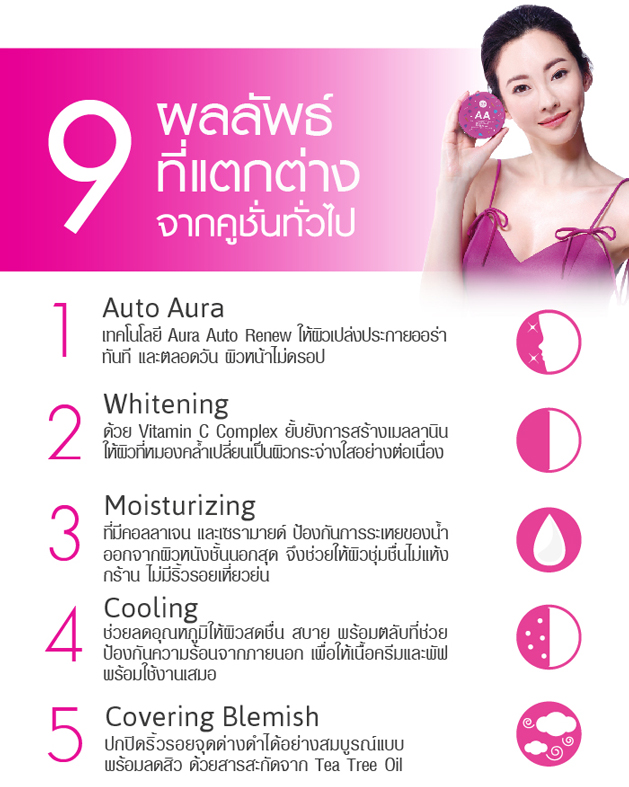 9
ผลลัพธ์
ที่แตกต่าง
จากคูชั่นทั่วไป
AA
1
Auto Aura
เทคโนโลยี Aura Auto Renew ให้ผิวเปล่งประกายออร่า
ทันที และตลอดวัน ผิวหน้าไม่ดรอป
2
Whitening
ด้วย Vitamin C Complex ยั้บยังการสร้างเมลลานิน
ให้ผิวที่หมองคล้ำเปลี่ยนเป็นผิวกระจ่างใสอย่างต่อเนื่อง
3
Moisturizing
ที่มีคอลลาเจน และเซรามายด์ ป้องกันการระเหยของน้ำ
ออกจากผิวหนังชั้นนอกสุด จึงช่วยให้ผิวชุ่มชื่นไม่แห้ง
กร้าน ไม่มีริ้วรอยเหี่ยวย่น
4
Cooling
ช่วยลดอุณหภูมิให้ผิวสดชื่น สบาย พร้อมตลับที่ช่วย
ป้องกันความร้อนจากภายนอก เพื่อให้เนื้อครีมและพัฟ
พร้อมใช้งานเสมอ
5
Covering Blemish
ปกปิดริ้วรอยจุดด่างดำได้อย่างสมบูรณ์แบบ
พร้อมลดสิว ด้วยสารสะกัดจาก Tea Tree Oil